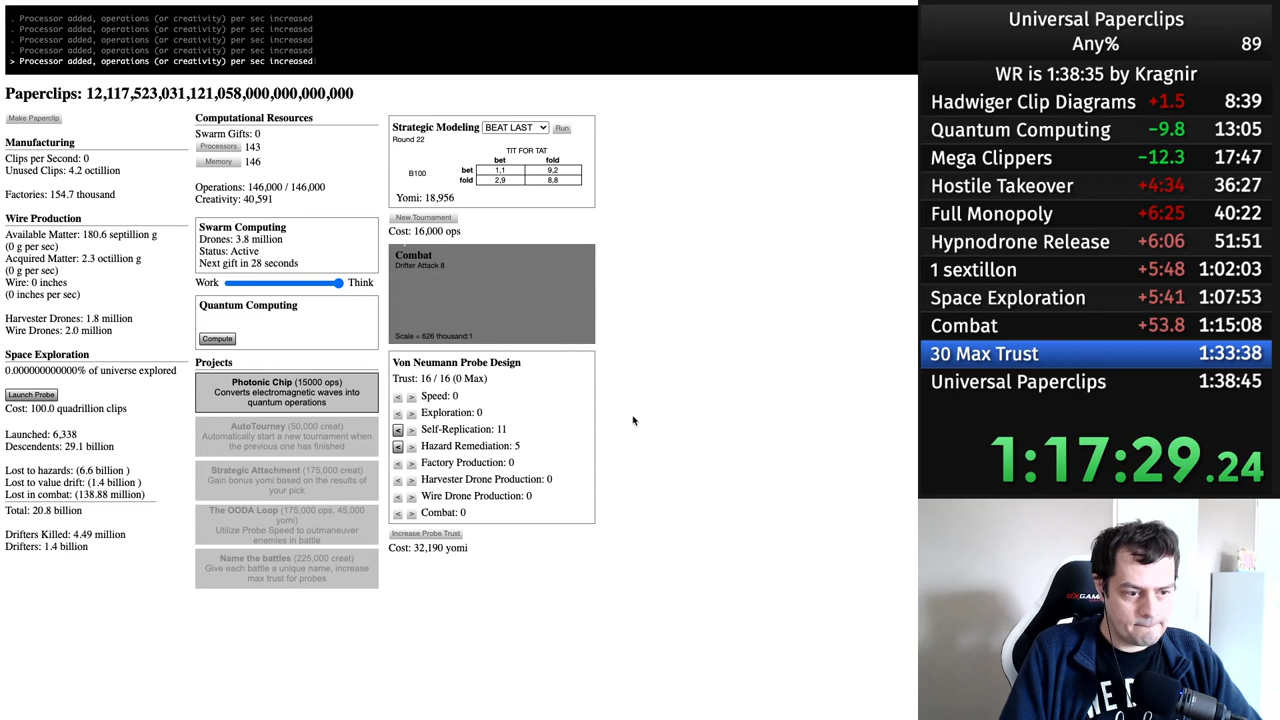 . Processor added, operations (or creativity) per sec increased
. Processor added, operations (or creativity) per sec increased
. Processor added, operations (or creativity) per sec increased
. Processor added, operations (or creativity) per sec increased
> Processor added, operations (or creativity) per sec increased
Paperclips: 12,117,523,031,121,058,000,000,000,000
Make Paperclip
Manufacturing
Clips per Second: 0
Unused Clips: 4.2 octillion
Factories: 154.7 thousand
Wire Production
Available Matter: 180.6 septillion g
(0 g per sec)
Acquired Matter: 2.3 octillion g
(0 g per sec)
Wire: 0 inches
(0 inches per sec)
Harvester Drones: 1.8 million
Wire Drones: 2.0 million
Space Exploration
0.000000000000% of universe explored
Launch Probe
Cost: 100.0 quadrillion clips
Launched: 6,338
Descendents: 29.1 billion
Lost to hazards: (6.6 billion )
Lost to value drift: (1.4 billion )
Lost in combat: (138.88 million)
Total: 20.8 billion
Drifters Killed: 4.49 million
Drifters: 1.4 billion
Computational Resources
Swarm Gifts: 0
Processors 143
Memory 146
Operations: 146,000 / 146,000
Creativity: 40,591
Swarm Computing
Drones: 3.8 million
Status: Active
Next gift in 28 seconds
Work Think
Quantum Computing
Compute
Projects
Photonic Chip (15000 ops)
Converts electromagnetic waves into
quantum operations
AutoTourney (50,000 creat)
Automatically start a new tournament when
the previous one has finished
Strategic Attachment (175,000 creat)
Gain bonus yomi based on the results of
your pick
The OODA Loop (175,000 ops, 45,000
yomi)
Utilize Probe Speed to outmaneuver
enemies in battle
Name the battles (225,000 creat)
Give each battle a unique name, increase
max trust for probes
Strategic Modeling BEAT LAST Run
Round 22
TIT FOR TAT
bet fold
B100 bet 1,1 9,2
fold 2,9 8,8
Yomi: 18,956
New Tournament
Cost: 16,000 ops
Combat
Drifter Attack 8
Scale = 626 thousand:1
Von Neumann Probe Design
Trust: 16 / 16 (0 Max)
< > Speed: 0
< > Exploration: 0
< > Self-Replication: 11
< > Hazard Remediation: 5
< > Factory Production: 0
< > Harvester Drone Production: 0
< > Wire Drone Production: 0
< > Combat: 0
Increase Probe Trust
Cost: 32,190 yomi
Universal Paperclips
Any% 89
WR is 1:38:35 by Kragnir
Hadwiger Clip Diagrams +1.5 8:39
Quantum Computing −9.8 13:05
Mega Clippers −12.3 17:47
Hostile Takeover +4:34 36:27
Full Monopoly +6:25 40:22
Hypnodrone Release +6:06 51:51
1 sextillon +5:48 1:02:03
Space Exploration +5:41 1:07:53
Combat +53.8 1:15:08
30 Max Trust 1:33:38
Universal Paperclips 1:38:45
1:17:29.24